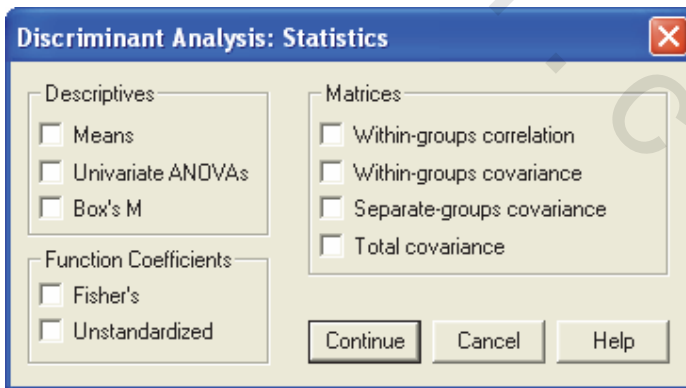 Discriminant Analysis: Statistics
Descriptives
Means
Univariate ANOVAs
Box's M
Function Coefficients
Fisher's
Unstandardized
Matrices
Within-groups correlation
Within-groups covariance
Separate-groups covariance
Total covariance
Continue
Cancel
Help